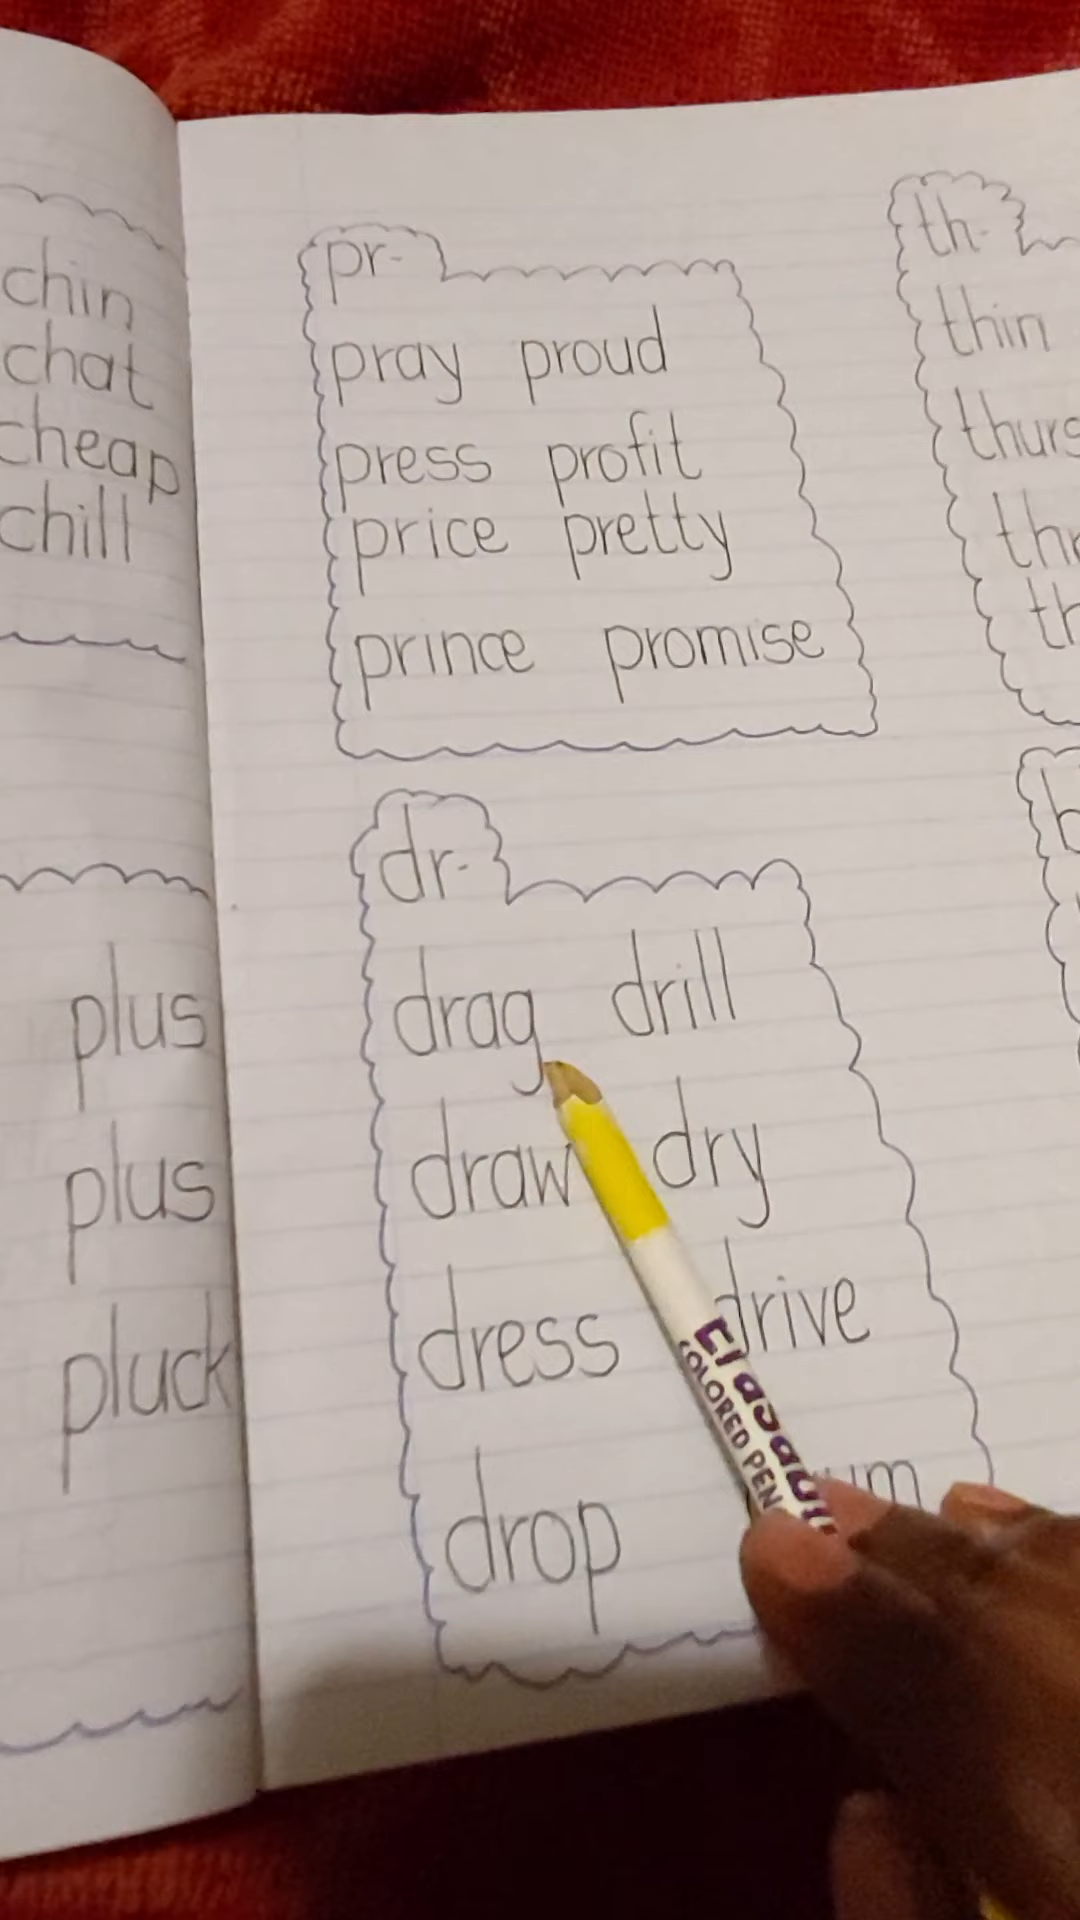 chin
chat
cheap
chill
plus
plus
pluck
pr-
pray proud
press profit
price pretty
prince promise
dr-
drag drill
draw dry
dress drive
drop
th-
thin
COLORED